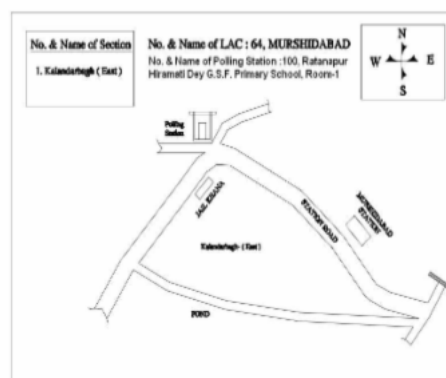 No. & Name of Section
1. Kalandarbagh ( East )
No. & Name of LAC : 64, MURSHIDABAD
No. & Name of Polling Station :100, Ratanapur
Hiramati Dey G.S.F. Primary School, Room-1
N
W
E
S
Polling
Station
JAIL KHANA
STATION ROAD
MURSHIDABAD
STATION
Kalandarbagh (East)
POND